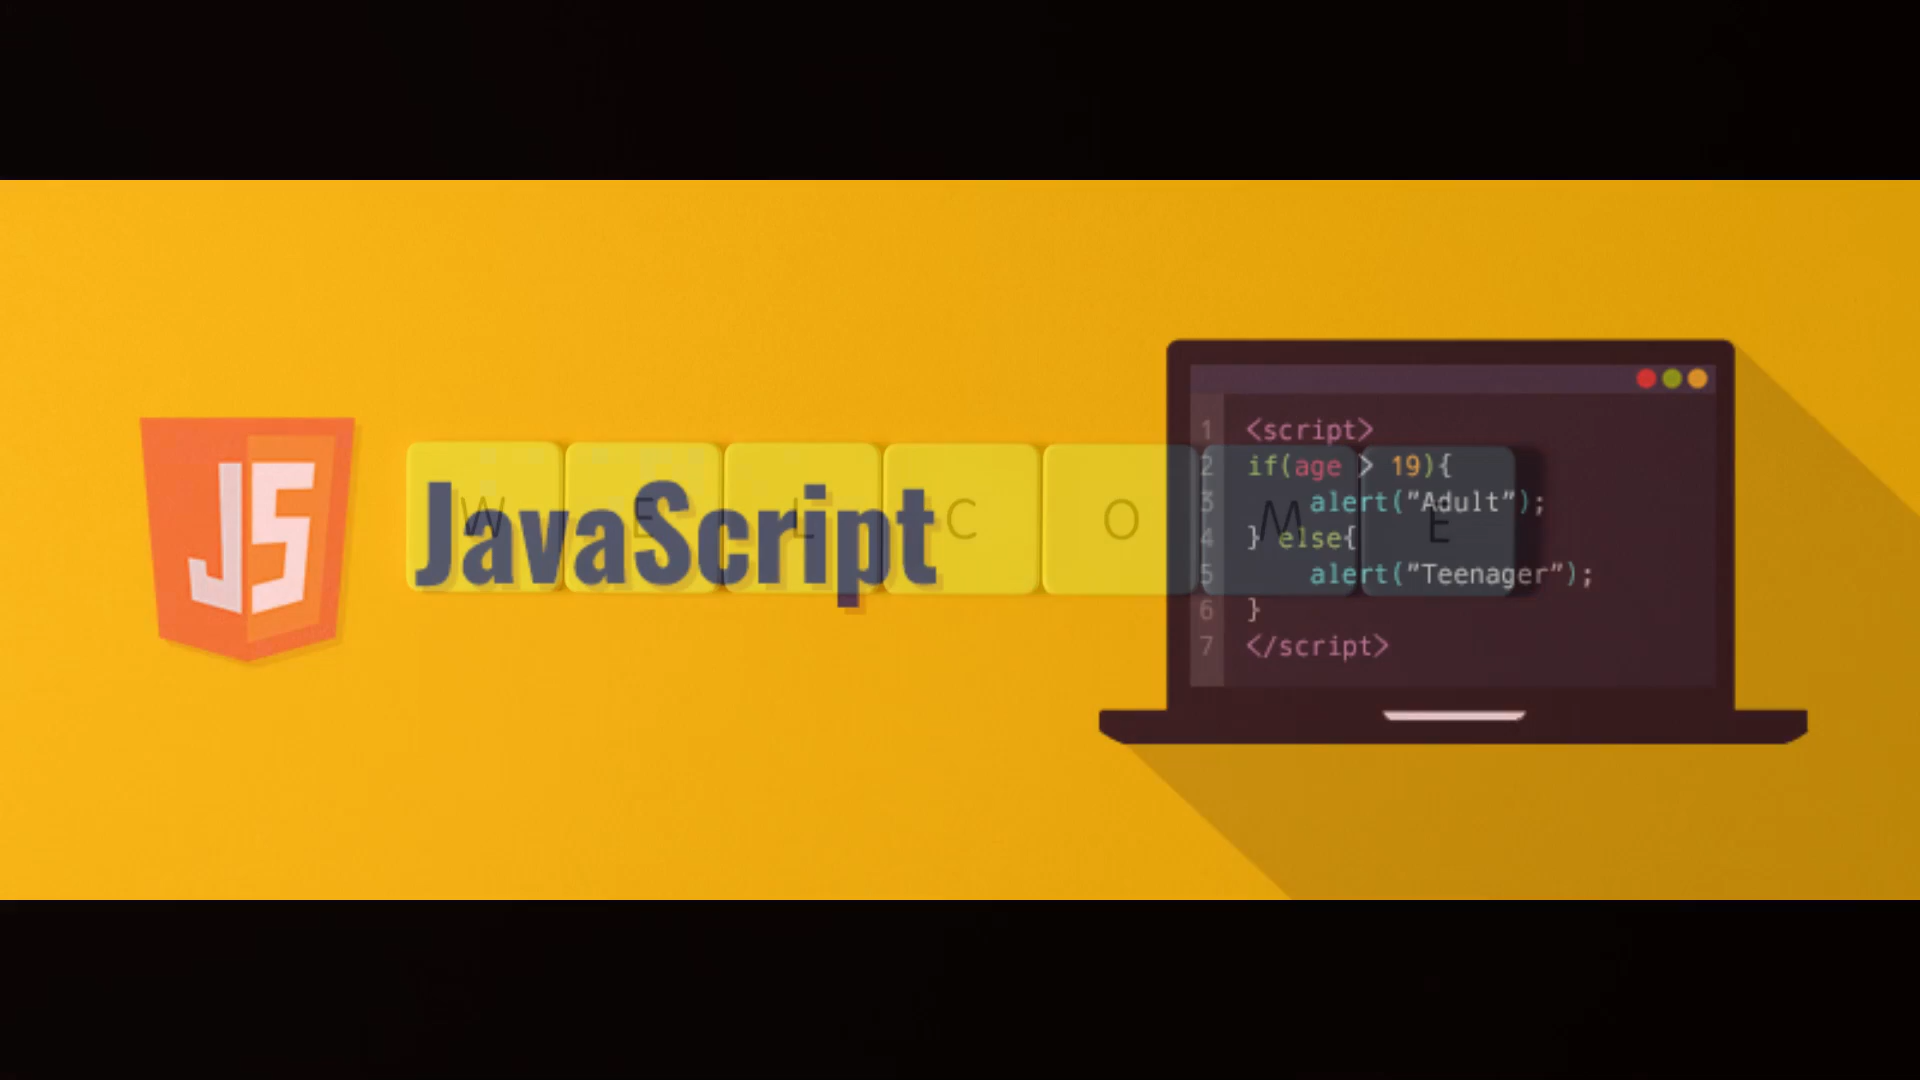 JS
JavaScript
WELCOME
1 <script>
2 if(age > 19){
3 alert("Adult");
4 } else{
5 alert("Teenager");
6 }
7 </script>